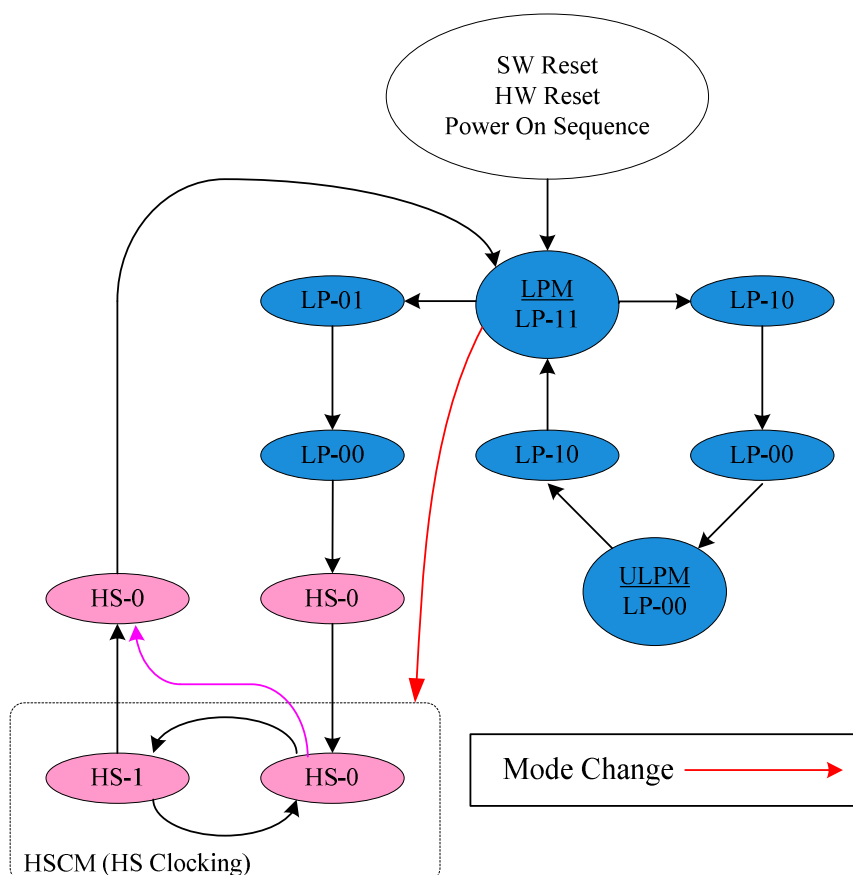 SW Reset
HW Reset
Power On Sequence
LP-01
LPM
LP-11
LP-10
LP-00
LP-10
LP-00
ULPM
LP-00
HS-0
HS-0
HS-1
HS-0
Mode Change
HSCM (HS Clocking)